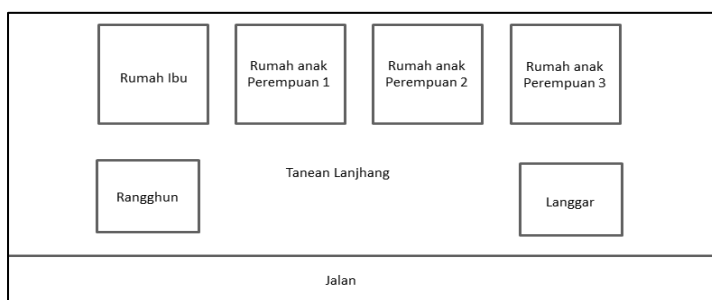 Rumah Ibu
Rumah anak
Perempuan 1
Rumah anak
Perempuan 2
Rumah anak
Perempuan 3
Rangghun
Tanean Lanjhang
Langgar
Jalan